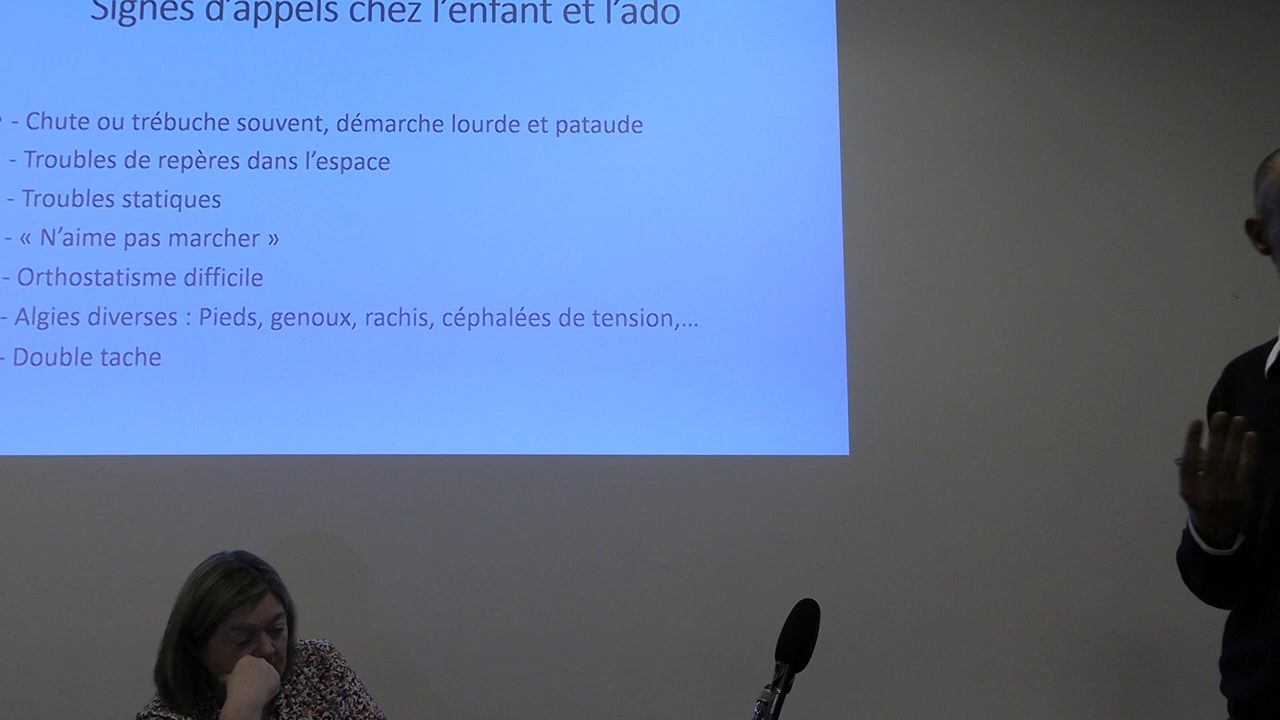 Signes d'appels chez l'enfant et l'ado
- Chute ou trébuche souvent, démarche lourde et pataude
- Troubles de repères dans l'espace
- Troubles statiques
- « N'aime pas marcher »
- Orthostatisme difficile
- Algies diverses : Pieds, genoux, rachis, céphalées de tension,...
- Double tache